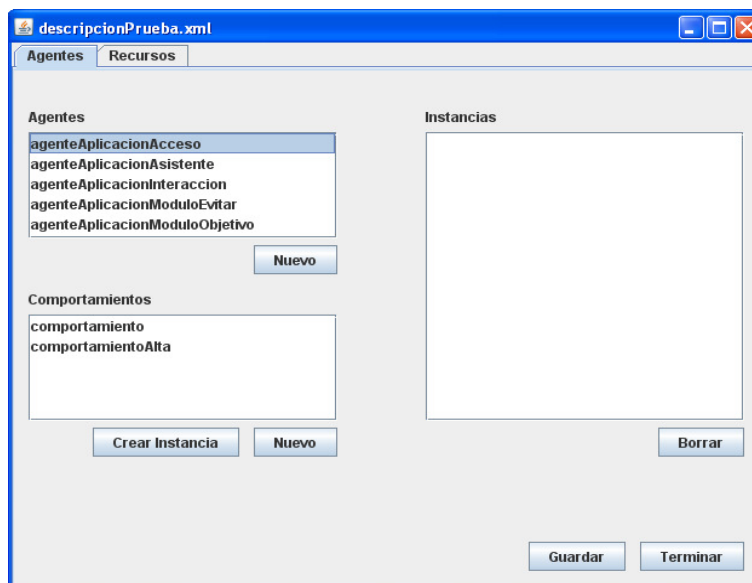 descripcionPrueba.xml
Agentes Recursos
Agentes
agenteAplicacionAcceso
agenteAplicacionAsistente
agenteAplicacionInteraccion
agenteAplicacionModuloEvitar
agenteAplicacionModuloObjetivo
Nuevo
Comportamientos
comportamiento
comportamientoAlta
Crear Instancia Nuevo
Instancias
Borrar
Guardar Terminar